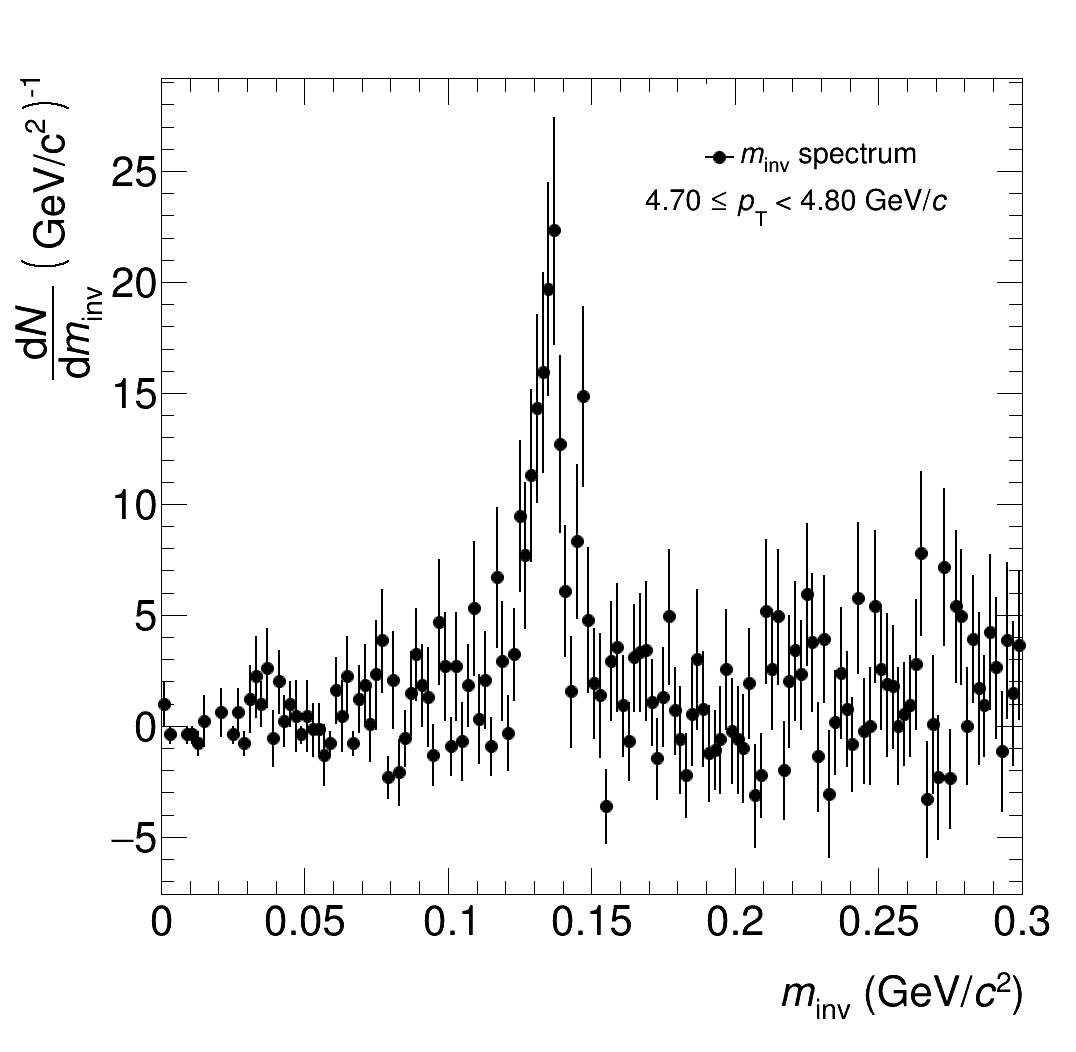 dN/dm_inv (GeV/c²)⁻¹
25
20
15
10
5
0
−5
m_inv spectrum
4.70 ≤ p_T < 4.80 GeV/c
0 0.05 0.1 0.15 0.2 0.25 0.3
m_inv (GeV/c²)